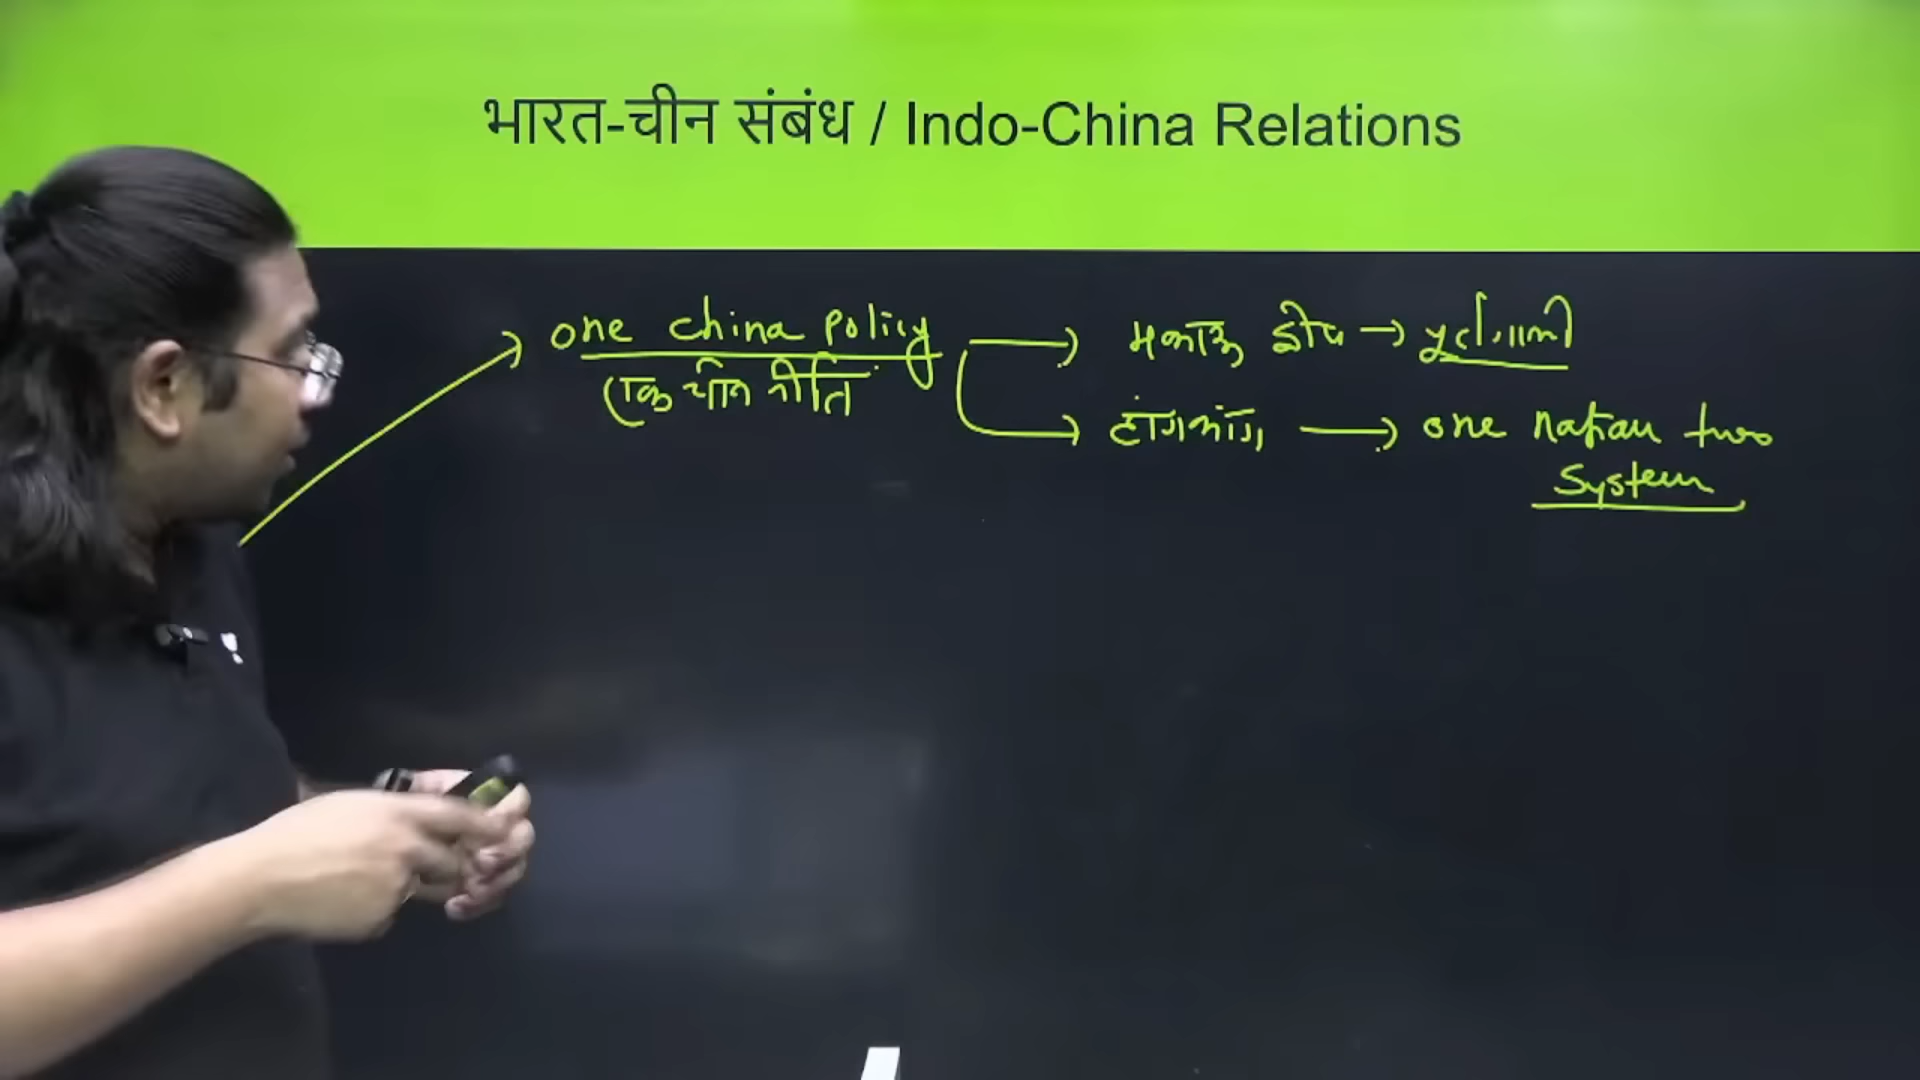 भारत-चीन संबंध / Indo-China Relations
one china policy → मकाऊ द्वीप → पुर्तगाली
एक चीन नीति
हांगकांग → one nation two
System